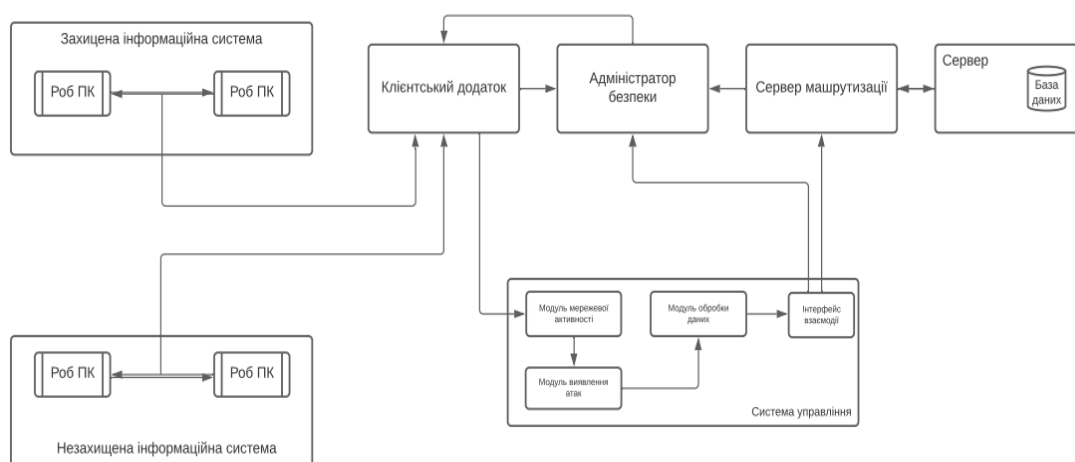 Захищена інформаційна система
Роб ПК
Роб ПК
Клієнтський додаток
Адміністратор
безпеки
Сервер машрутизації
Сервер
База
даних
Модуль мережевої
активності
Модуль обробки
даних
Інтерфейс
взаємодії
Модуль виявлення
атак
Система управління
Роб ПК
Роб ПК
Незахищена інформаційна система